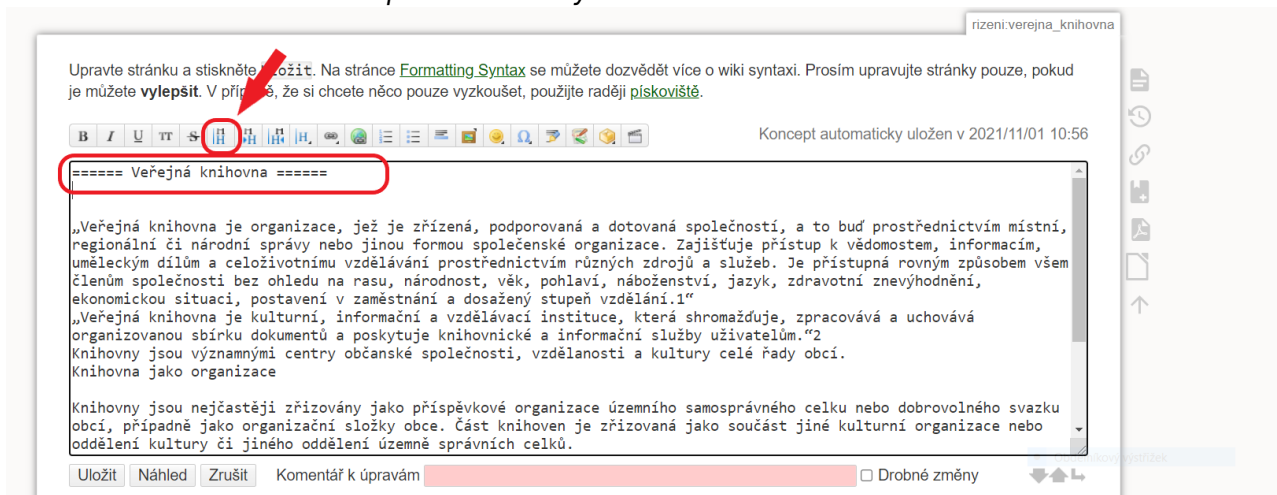 rizeni:verejna_knihovna
Upravte stránku a stiskněte Uložit. Na stránce Formatting Syntax se můžete dozvědět více o wiki syntaxi. Prosím upravujte stránky pouze, pokud
je můžete vylepšit. V případě, že si chcete něco pouze vyzkoušet, použijte raději pískoviště.
B I U TT S H H H H, Ω, Koncept automaticky uložen v 2021/11/01 10:56
====== Veřejná knihovna ======
„Veřejná knihovna je organizace, jež je zřízená, podporovaná a dotovaná společností, a to buď prostřednictvím místní,
regionální či národní správy nebo jinou formou společenské organizace. Zajišťuje přístup k vědomostem, informacím,
uměleckým dílům a celoživotnímu vzdělávání prostřednictvím různých zdrojů a služeb. Je přístupná rovným způsobem všem
členům společnosti bez ohledu na rasu, národnost, věk, pohlaví, náboženství, jazyk, zdravotní znevýhodnění,
ekonomickou situaci, postavení v zaměstnání a dosažený stupeň vzdělání.1“
„Veřejná knihovna je kulturní, informační a vzdělávací instituce, která shromažďuje, zpracovává a uchovává
organizovanou sbírku dokumentů a poskytuje knihovnické a informační služby uživatelům.“2
Knihovny jsou významnými centry občanské společnosti, vzdělanosti a kultury celé řady obcí.
Knihovna jako organizace
Knihovny jsou nejčastěji zřizovány jako příspěvkové organizace územního samosprávného celku nebo dobrovolného svazku
obcí, případně jako organizační složky obce. Část knihoven je zřizovaná jako součást jiné kulturní organizace nebo
oddělení kultury či jiného oddělení územně správních celků.
Uložit Náhled Zrušit Komentář k úpravám Drobné změny